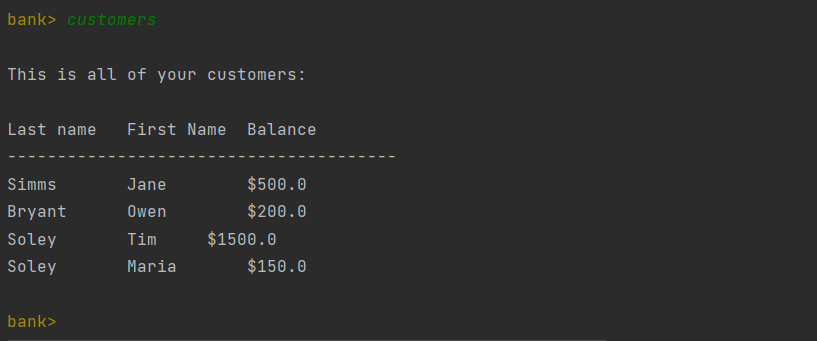 bank> customers
This is all of your customers:
Last name   First Name  Balance
---------------------------------------
Simms       Jane        $500.0
Bryant      Owen        $200.0
Soley       Tim     $1500.0
Soley       Maria       $150.0
bank>